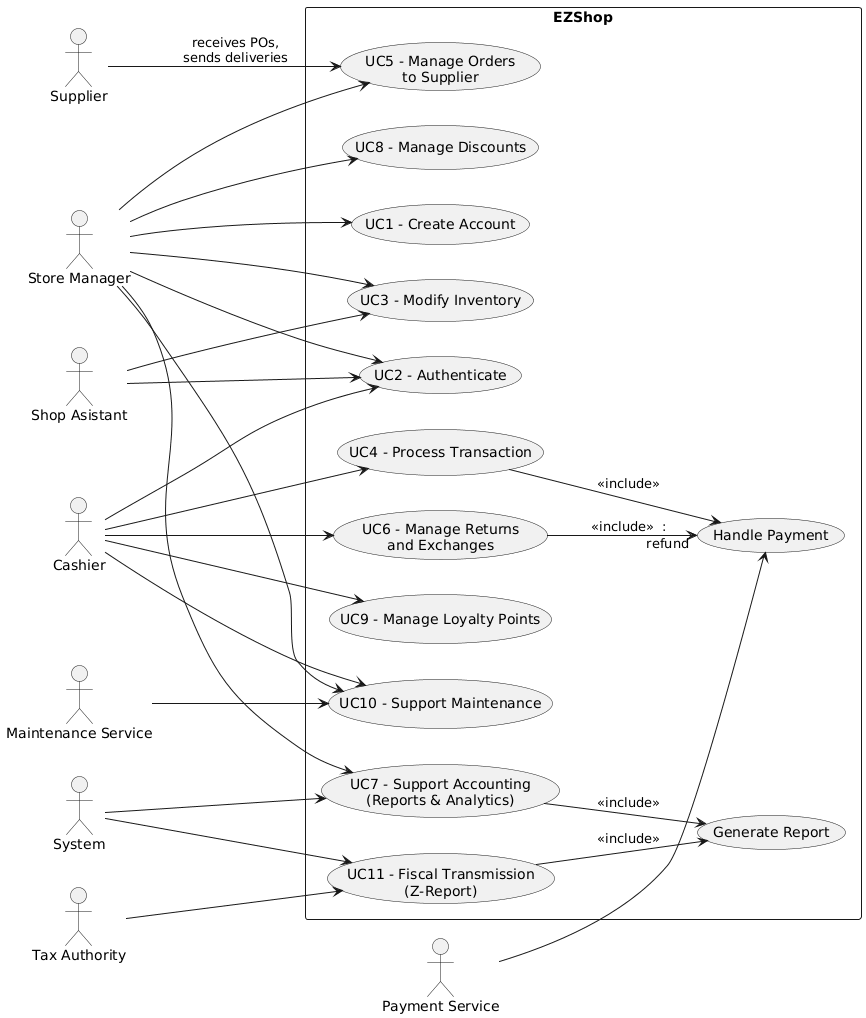 EZShop
receives POs,
sends deliveries
Supplier
UC5 - Manage Orders
to Supplier
UC8 - Manage Discounts
UC1 - Create Account
Store Manager
UC3 - Modify Inventory
UC2 - Authenticate
Shop Asistant
UC4 - Process Transaction
«include»
UC6 - Manage Returns
and Exchanges
«include» :
refund
Handle Payment
Cashier
UC9 - Manage Loyalty Points
UC10 - Support Maintenance
Maintenance Service
UC7 - Support Accounting
(Reports & Analytics)
«include»
Generate Report
System
«include»
UC11 - Fiscal Transmission
(Z-Report)
Tax Authority
Payment Service